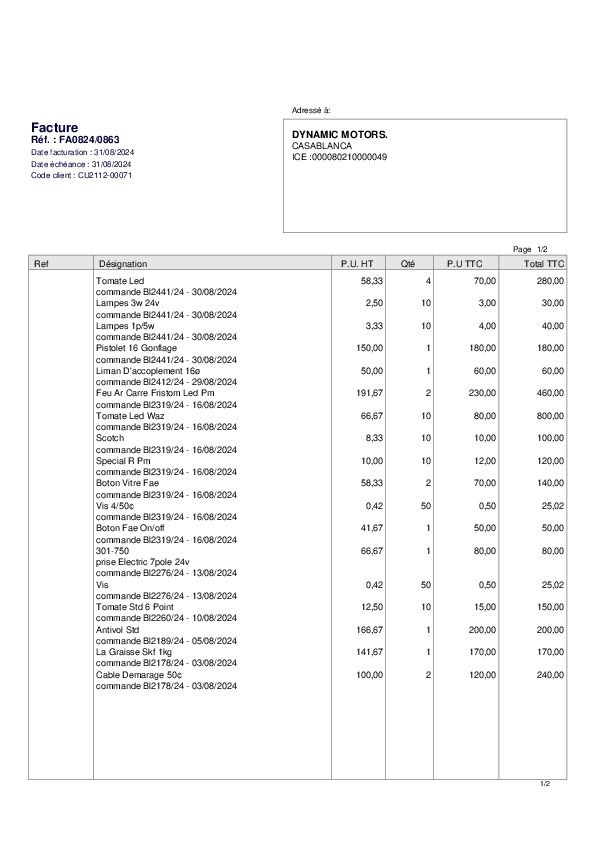 Adressé à:
Facture
Réf. : FA0824/0863
Date facturation : 31/08/2024
Date échéance : 31/08/2024
Code client : CU2112-00071
DYNAMIC MOTORS.
CASABLANCA
ICE :000080210000049
Page 1/2
Ref Désignation P.U. HT Qté P.U TTC Total TTC
Tomate Led 58,33 4 70,00 280,00
commande Bl2441/24 - 30/08/2024
Lampes 3w 24v 2,50 10 3,00 30,00
commande Bl2441/24 - 30/08/2024
Lampes 1p/5w 3,33 10 4,00 40,00
commande Bl2441/24 - 30/08/2024
Pistolet 16 Gonflage 150,00 1 180,00 180,00
commande Bl2441/24 - 30/08/2024
Liman D'accoplement 16ø 50,00 1 60,00 60,00
commande Bl2412/24 - 29/08/2024
Feu Ar Carre Fristom Led Pm 191,67 2 230,00 460,00
commande Bl2319/24 - 16/08/2024
Tomate Led Waz 66,67 10 80,00 800,00
commande Bl2319/24 - 16/08/2024
Scotch 8,33 10 10,00 100,00
commande Bl2319/24 - 16/08/2024
Special R Pm 10,00 10 12,00 120,00
commande Bl2319/24 - 16/08/2024
Boton Vitre Fae 58,33 2 70,00 140,00
commande Bl2319/24 - 16/08/2024
Vis 4/50¢ 0,42 50 0,50 25,02
commande Bl2319/24 - 16/08/2024
Boton Fae On/off 41,67 1 50,00 50,00
commande Bl2319/24 - 16/08/2024
301-750 66,67 1 80,00 80,00
prise Electric 7pole 24v
commande Bl2276/24 - 13/08/2024
Vis 0,42 50 0,50 25,02
commande Bl2276/24 - 13/08/2024
Tomate Std 6 Point 12,50 10 15,00 150,00
commande Bl2260/24 - 10/08/2024
Antivol Std 166,67 1 200,00 200,00
commande Bl2189/24 - 05/08/2024
La Graisse Skf 1kg 141,67 1 170,00 170,00
commande Bl2178/24 - 03/08/2024
Cable Demarage 50¢ 100,00 2 120,00 240,00
commande Bl2178/24 - 03/08/2024
1/2